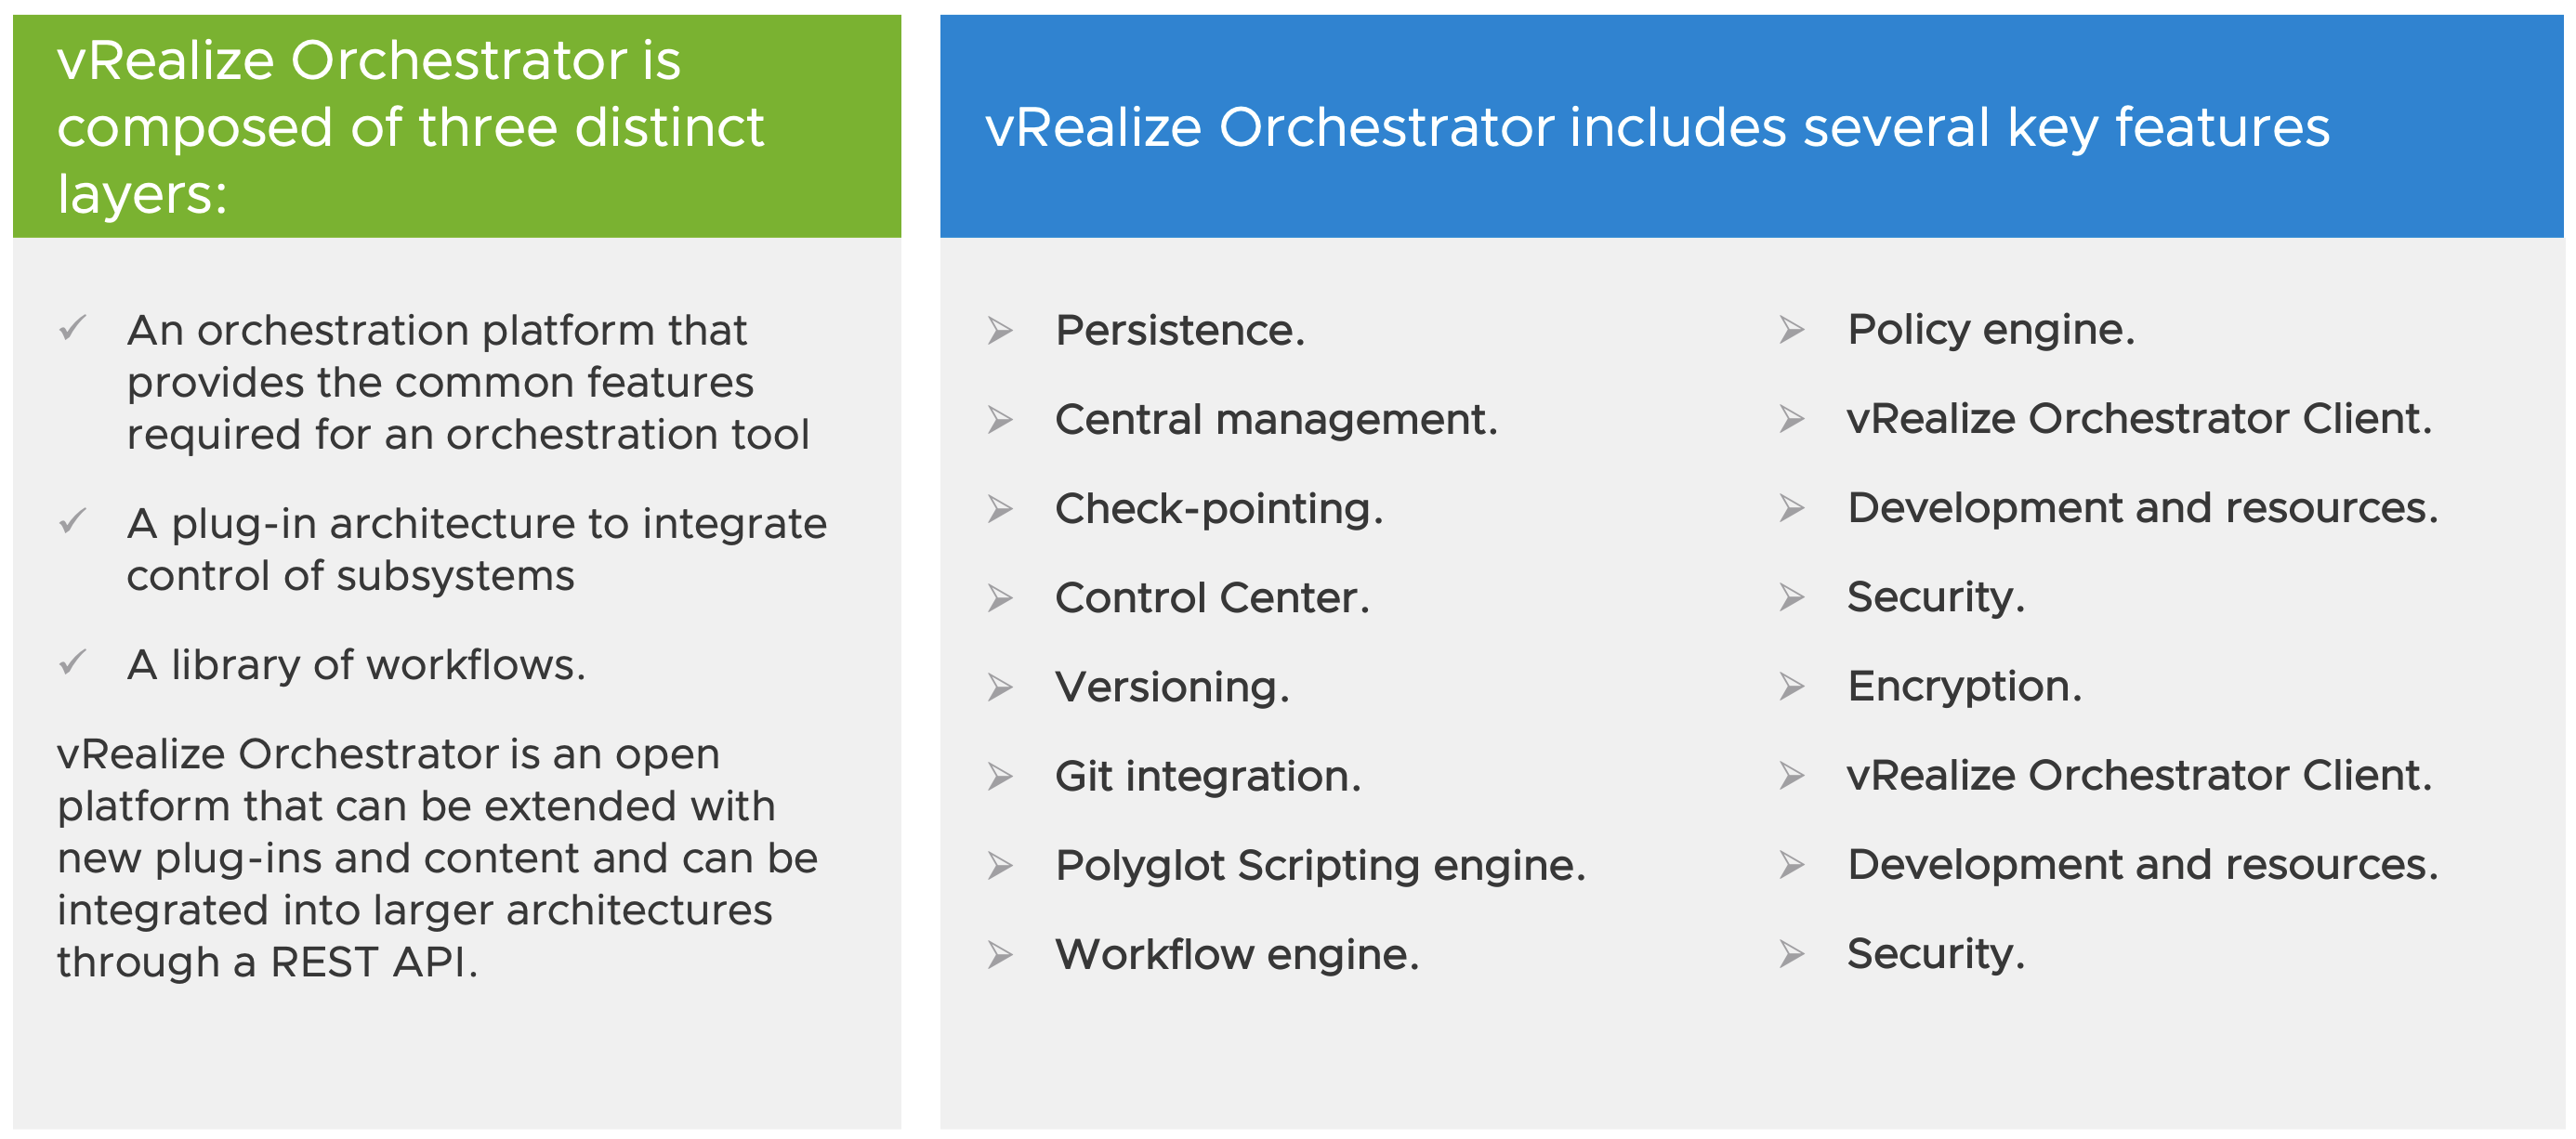 vRealize Orchestrator is
composed of three distinct
layers:
An orchestration platform that
provides the common features
required for an orchestration tool
A plug-in architecture to integrate
control of subsystems
A library of workflows.
vRealize Orchestrator is an open
platform that can be extended with
new plug-ins and content and can be
integrated into larger architectures
through a REST API.
vRealize Orchestrator includes several key features
Persistence.
Central management.
Check-pointing.
Control Center.
Versioning.
Git integration.
Polyglot Scripting engine.
Workflow engine.
Policy engine.
vRealize Orchestrator Client.
Development and resources.
Security.
Encryption.
vRealize Orchestrator Client.
Development and resources.
Security.